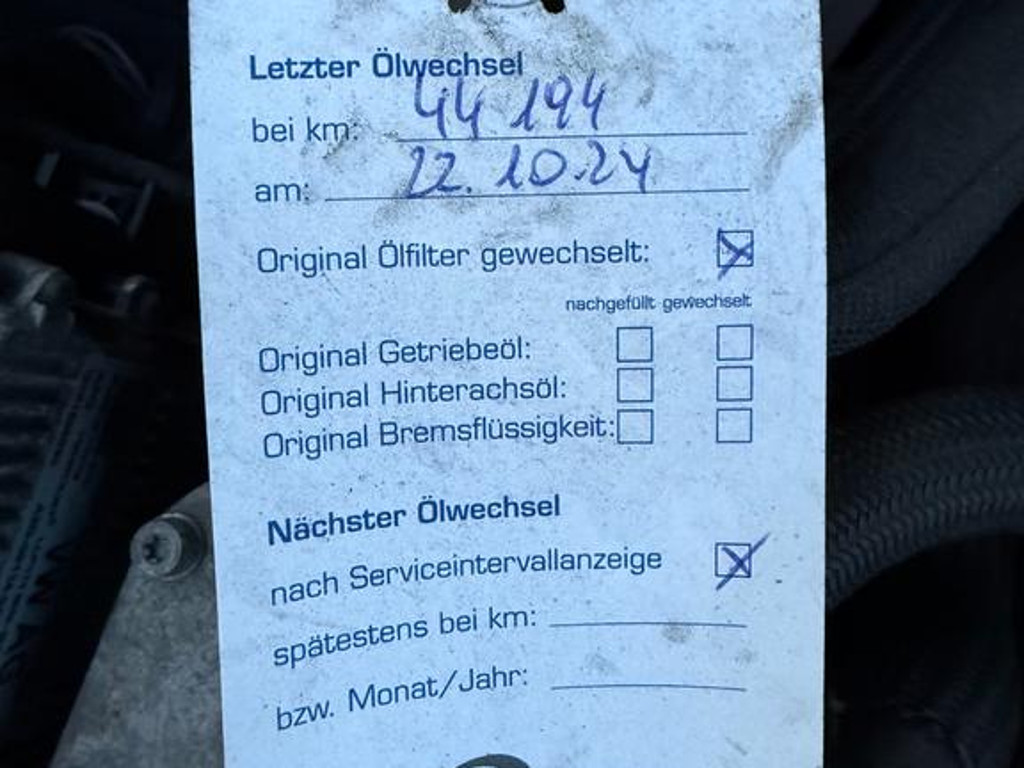 Letzter Ölwechsel
bei km: 44 194
am: 22.10.24
Original Ölfilter gewechselt:
nachgefüllt gewechselt
Original Getriebeöl:
Original Hinterachsöl:
Original Bremsflüssigkeit:
Nächster Ölwechsel
nach Serviceintervallanzeige
spätestens bei km:
bzw. Monat/Jahr: